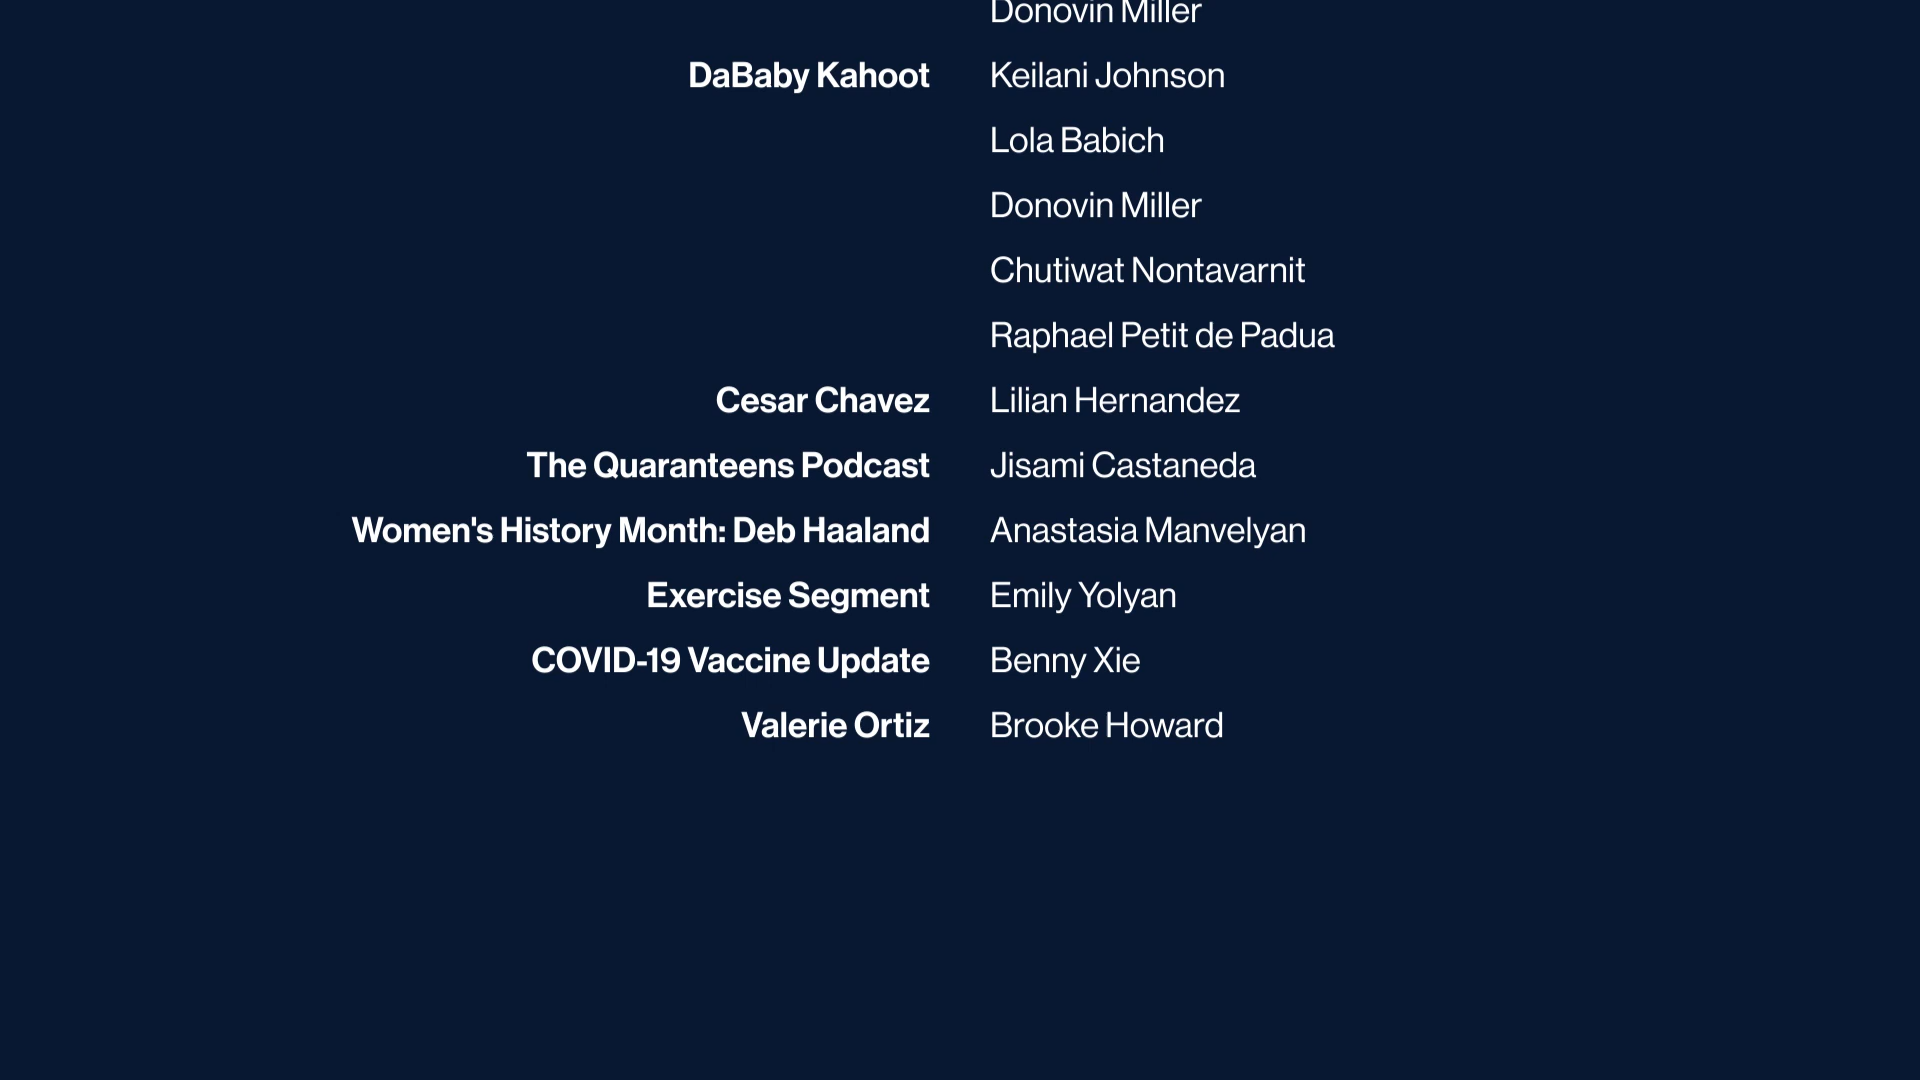 Donovin Miller
DaBaby Kahoot Keilani Johnson
Lola Babich
Donovin Miller
Chutiwat Nontavarnit
Raphael Petit de Padua
Cesar Chavez Lilian Hernandez
The Quaranteens Podcast Jisami Castaneda
Women's History Month: Deb Haaland Anastasia Manvelyan
Exercise Segment Emily Yolyan
COVID-19 Vaccine Update Benny Xie
Valerie Ortiz Brooke Howard